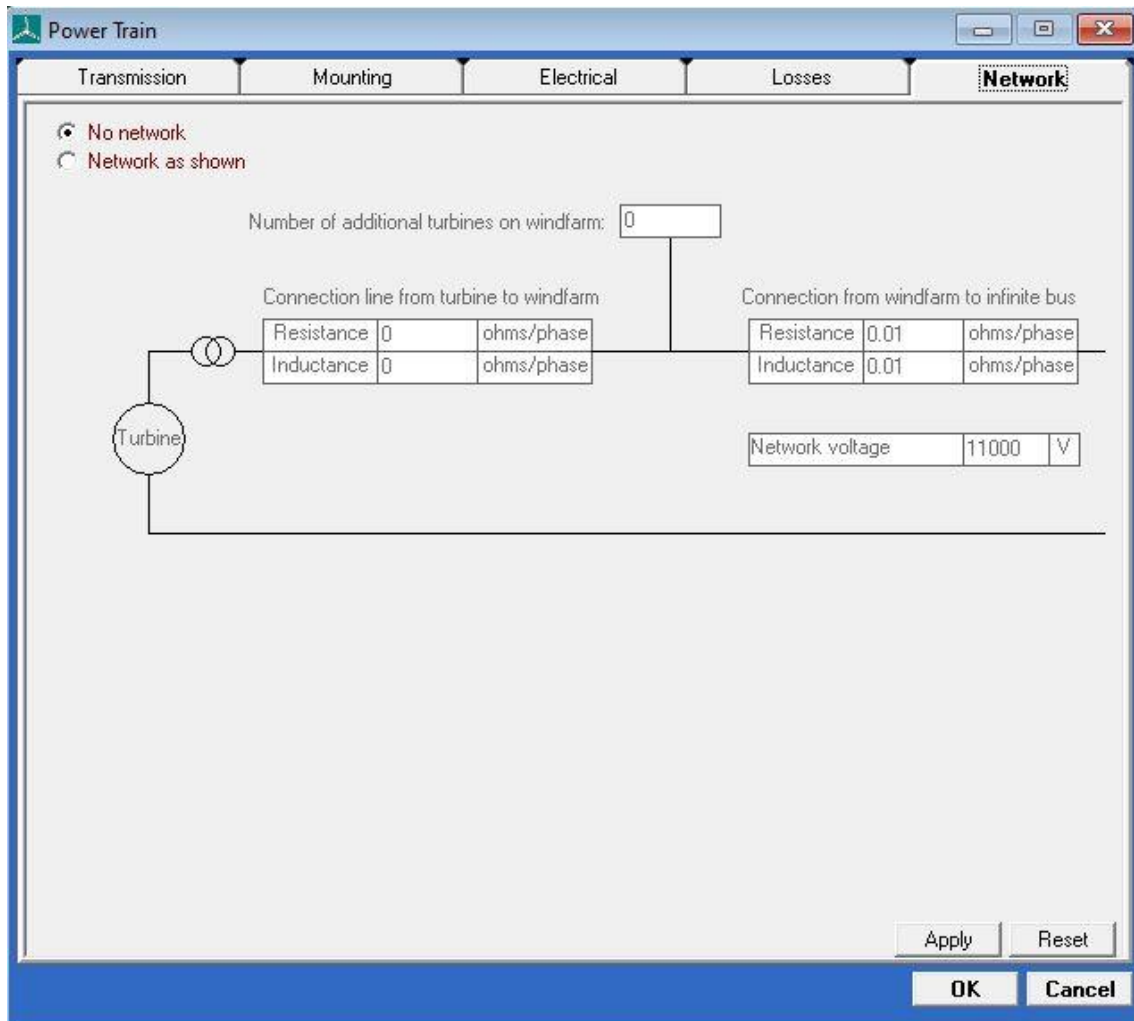 Power Train
Transmission Mounting Electrical Losses Network
No network
Network as shown
Number of additional turbines on windfarm: 0
Connection line from turbine to windfarm Connection from windfarm to infinite bus
Resistance 0 ohms/phase Resistance 0.01 ohms/phase
Inductance 0 ohms/phase Inductance 0.01 ohms/phase
Turbine
Network voltage 11000 V
Apply Reset
OK Cancel